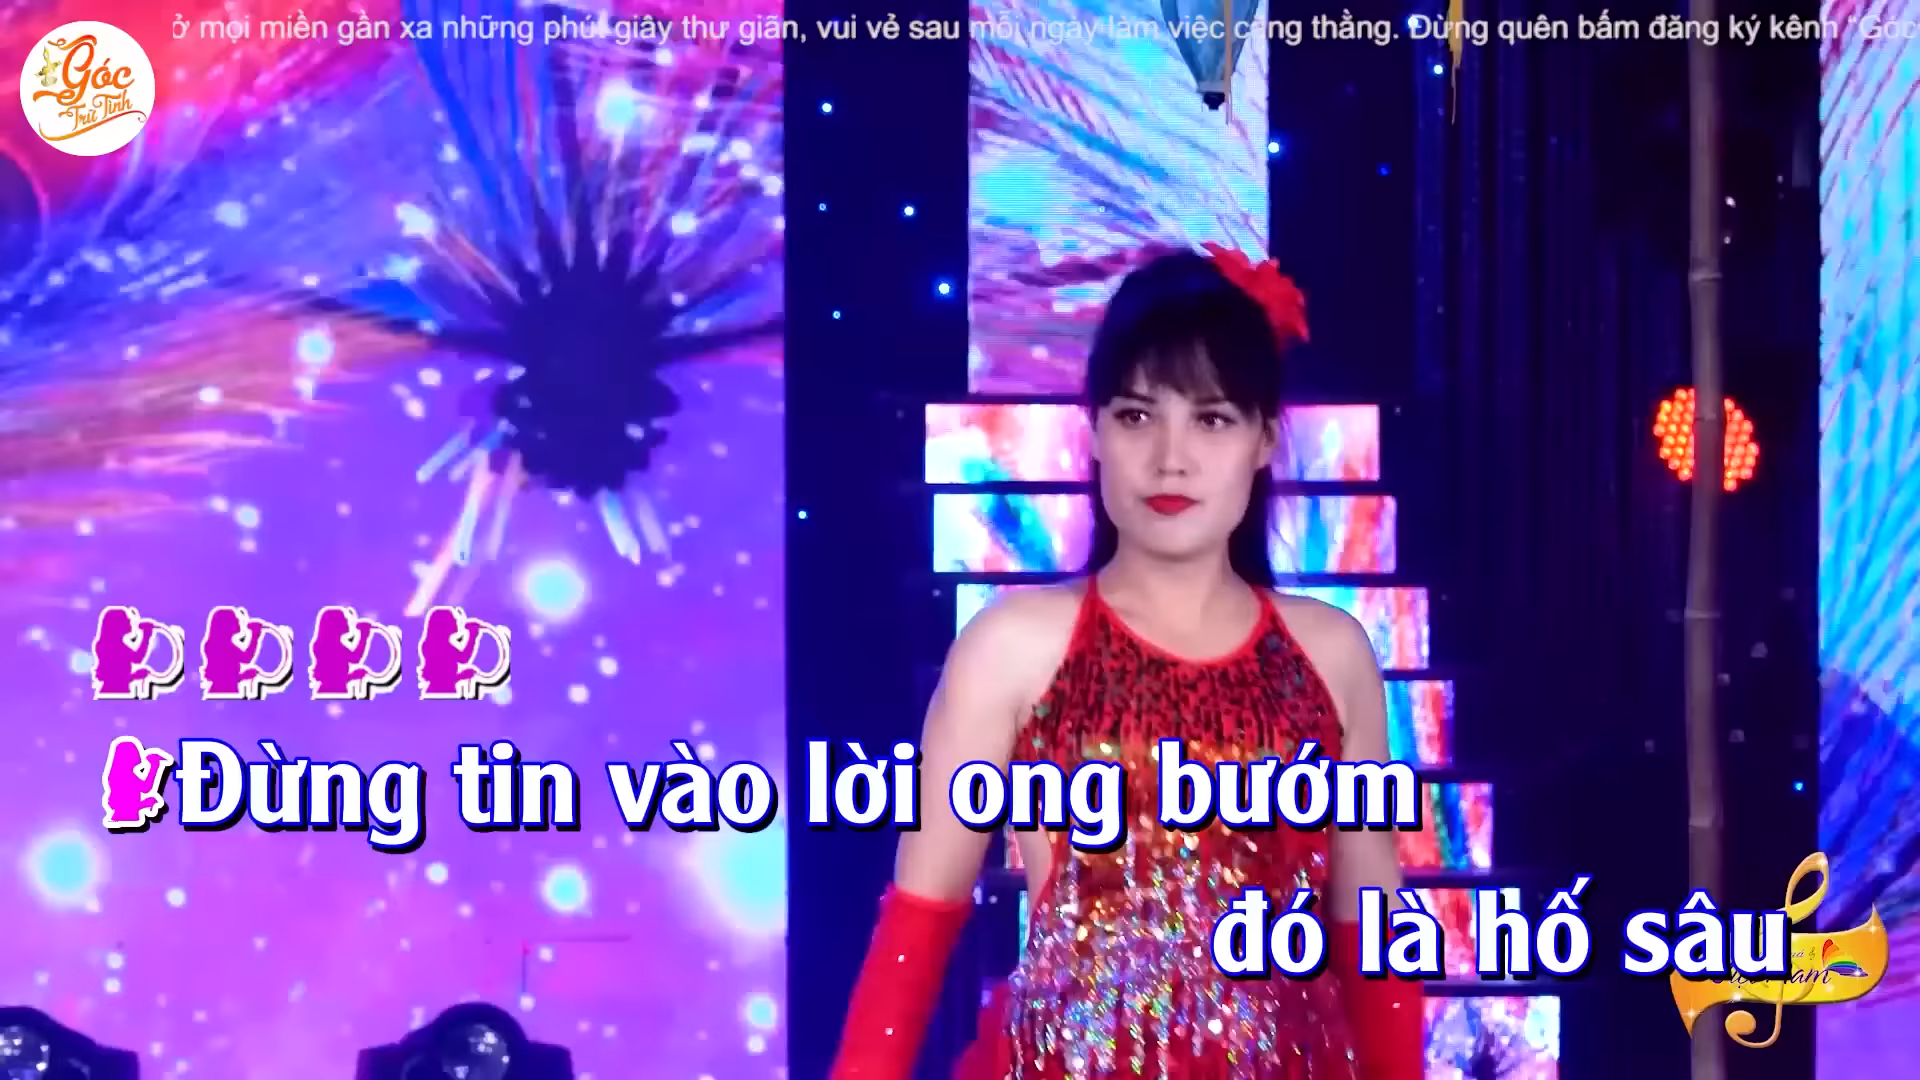 ở mọi miền gần xa những phút giây thư giãn, vui vẻ sau mỗi ngày làm việc căng thẳng. Đừng quên bấm đăng ký kênh "Góc
Góc
Trữ Tình
Đừng tin vào lời ong bướm
đó là hố sâu